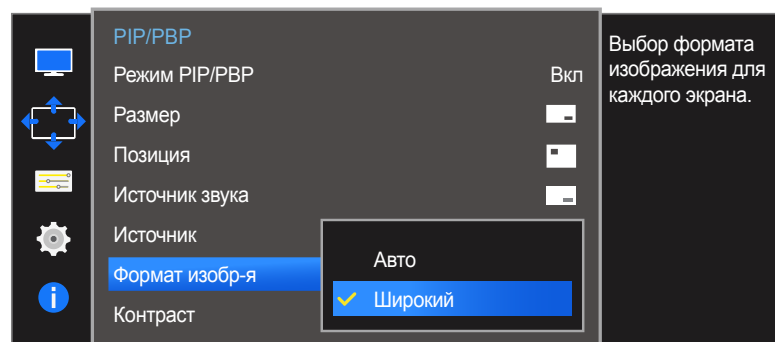 PIP/PBP
Режим PIP/PBP Вкл
Размер
Позиция
Источник звука
Источник
Формат изобр-я
Контраст
Авто
Широкий
Выбор формата
изображения для
каждого экрана.